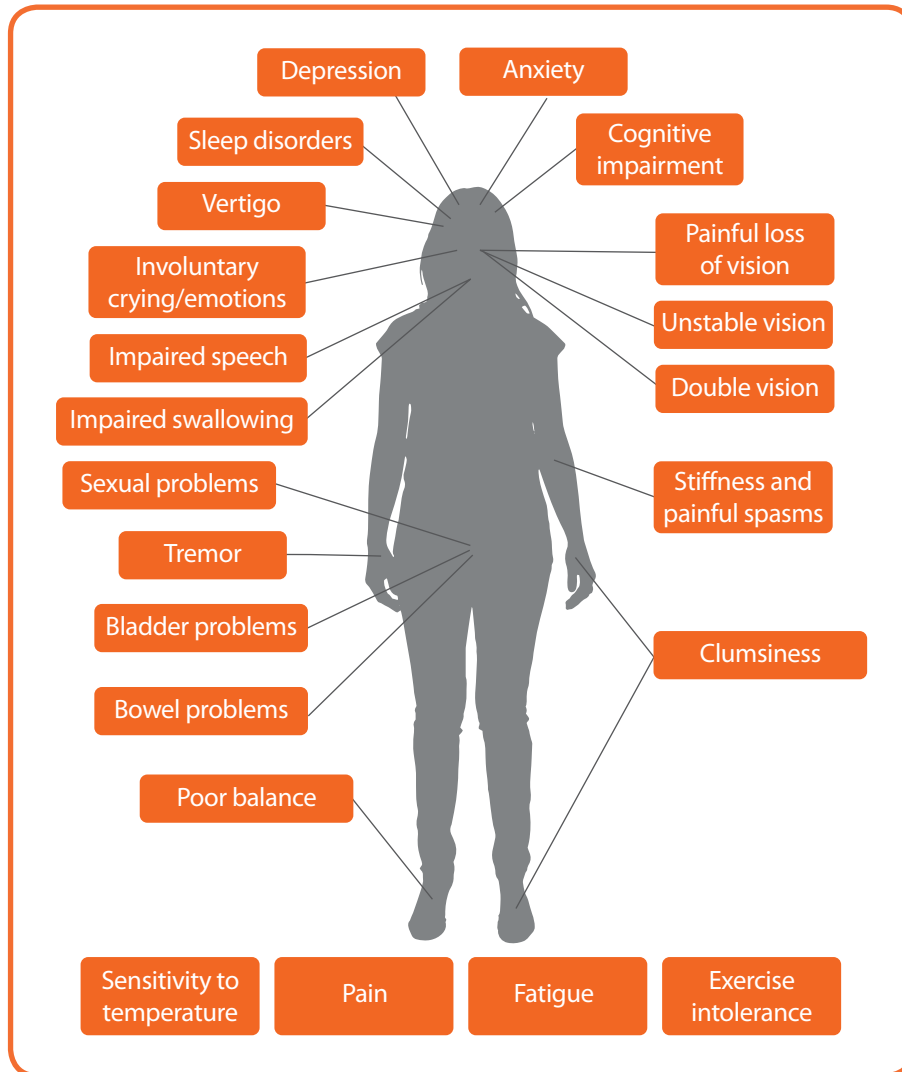 Depression
Anxiety
Sleep disorders
Cognitive
impairment
Vertigo
Painful loss
of vision
Involuntary
crying/emotions
Unstable vision
Impaired speech
Double vision
Impaired swallowing
Sexual problems
Stiffness and
painful spasms
Tremor
Bladder problems
Clumsiness
Bowel problems
Poor balance
Sensitivity to
temperature
Pain
Fatigue
Exercise
intolerance